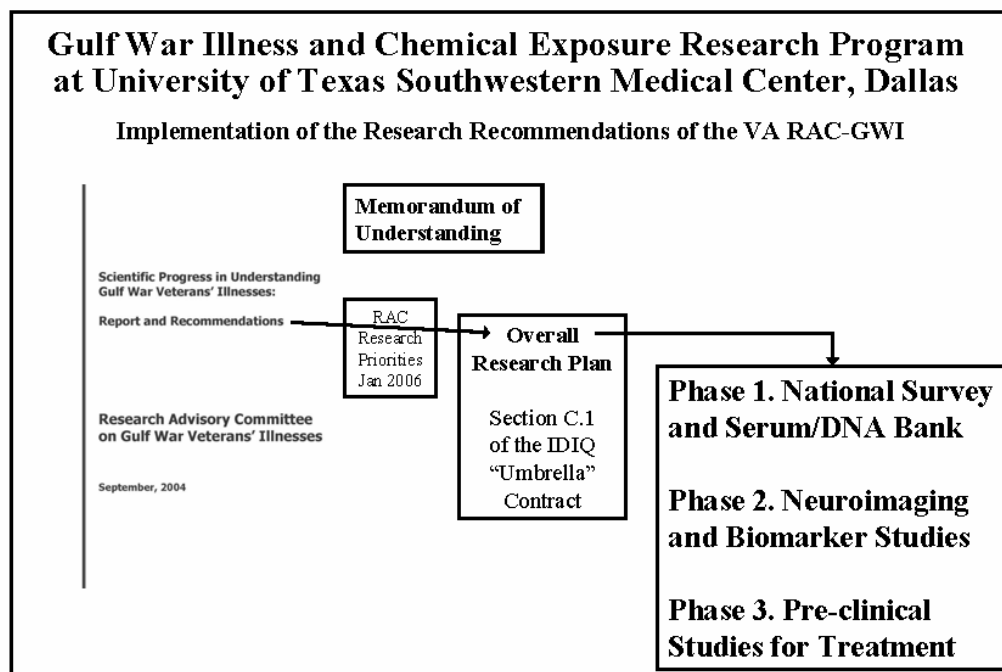 Gulf War Illness and Chemical Exposure Research Program
at University of Texas Southwestern Medical Center, Dallas
Implementation of the Research Recommendations of the VA RAC-GWI
Memorandum of
Understanding
Scientific Progress in Understanding
Gulf War Veterans' Illnesses:
Report and Recommendations
Research Advisory Committee
on Gulf War Veterans' Illnesses
September, 2004
RAC
Research
Priorities
Jan 2006
Overall
Research Plan
Section C.1
of the IDIQ
“Umbrella”
Contract
Phase 1. National Survey
and Serum/DNA Bank
Phase 2. Neuroimaging
and Biomarker Studies
Phase 3. Pre-clinical
Studies for Treatment